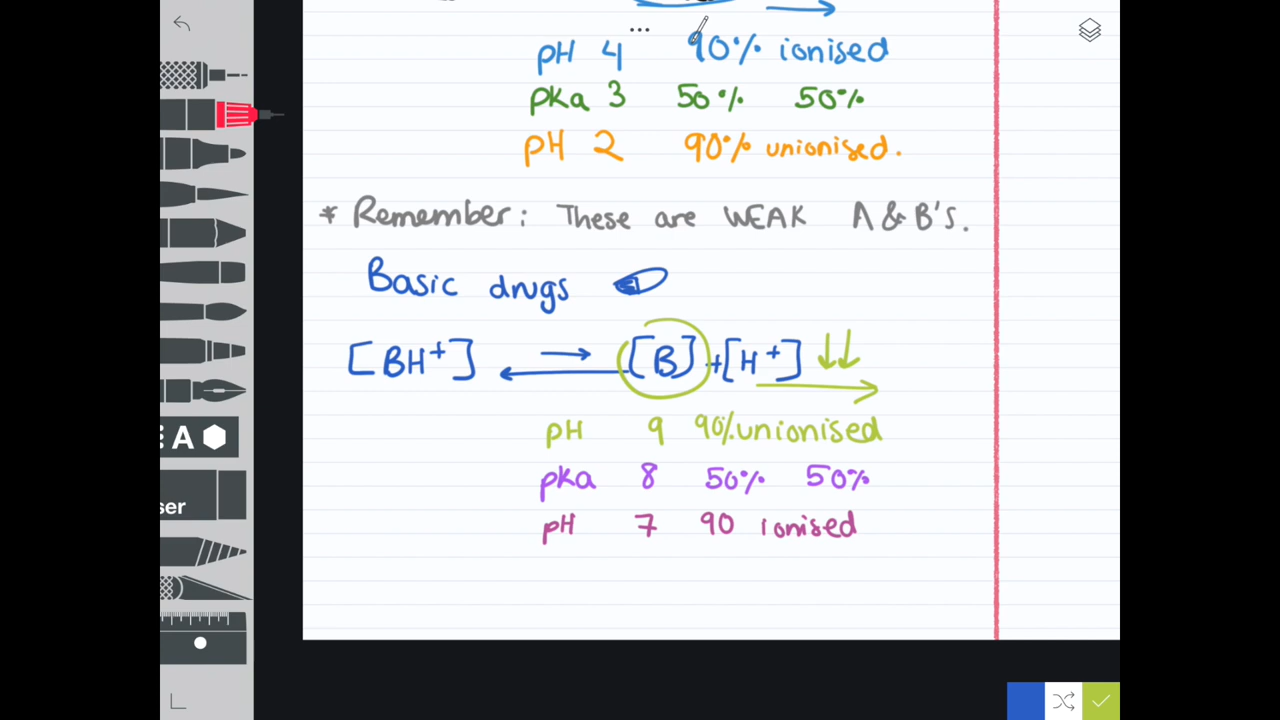 pH 4 90% ionised
pka 3 50% 50%
pH 2 90% unionised.
* Remember: These are WEAK A & B's.
Basic drugs
[BH+] [B] + [H+]
pH 9 90% unionised
pka 8 50% 50%
pH 7 90 ionised
A
ser